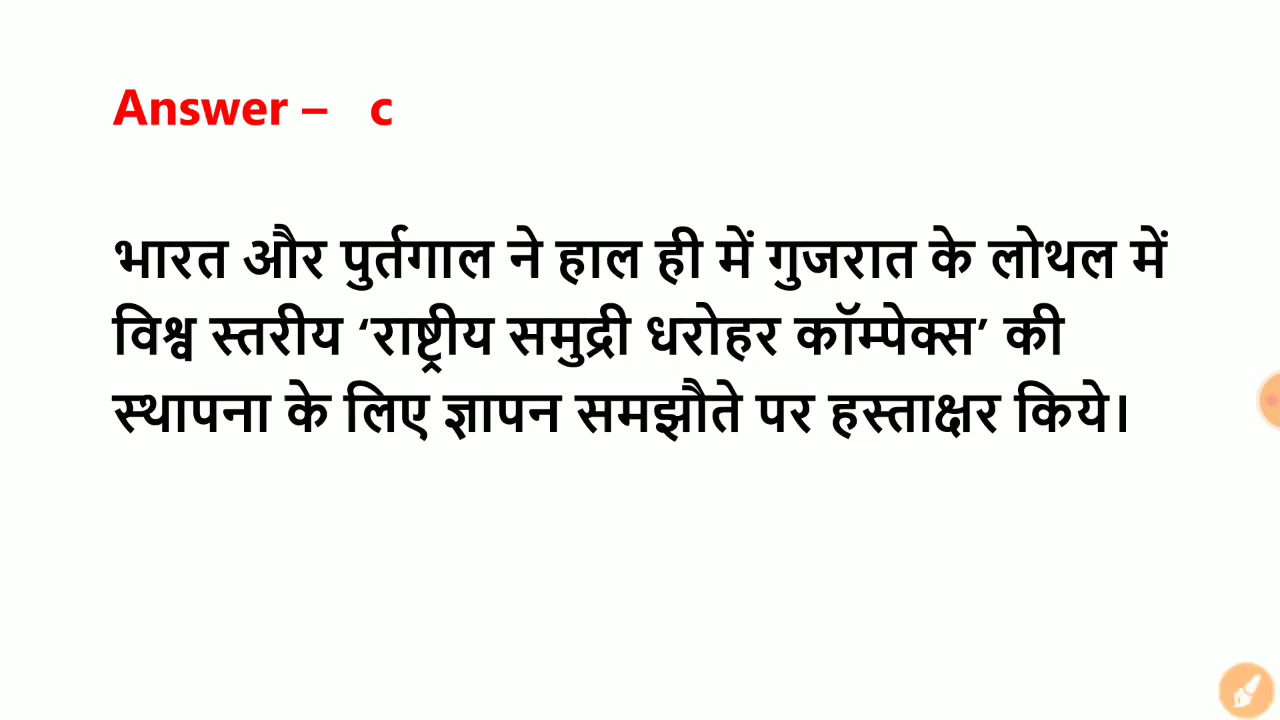 Answer – c
भारत और पुर्तगाल ने हाल ही में गुजरात के लोथल में
विश्व स्तरीय ‘राष्ट्रीय समुद्री धरोहर कॉम्पेक्स’ की
स्थापना के लिए ज्ञापन समझौते पर हस्ताक्षर किये।